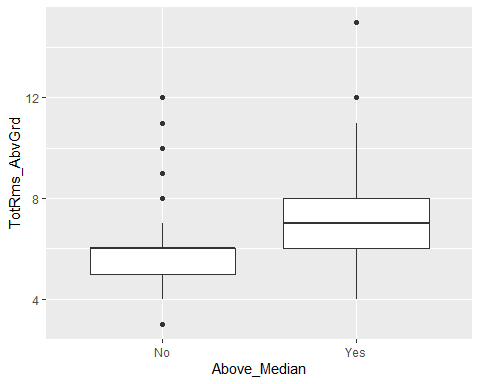 TotRms_AbvGrd
12
8
4
No Yes
Above_Median